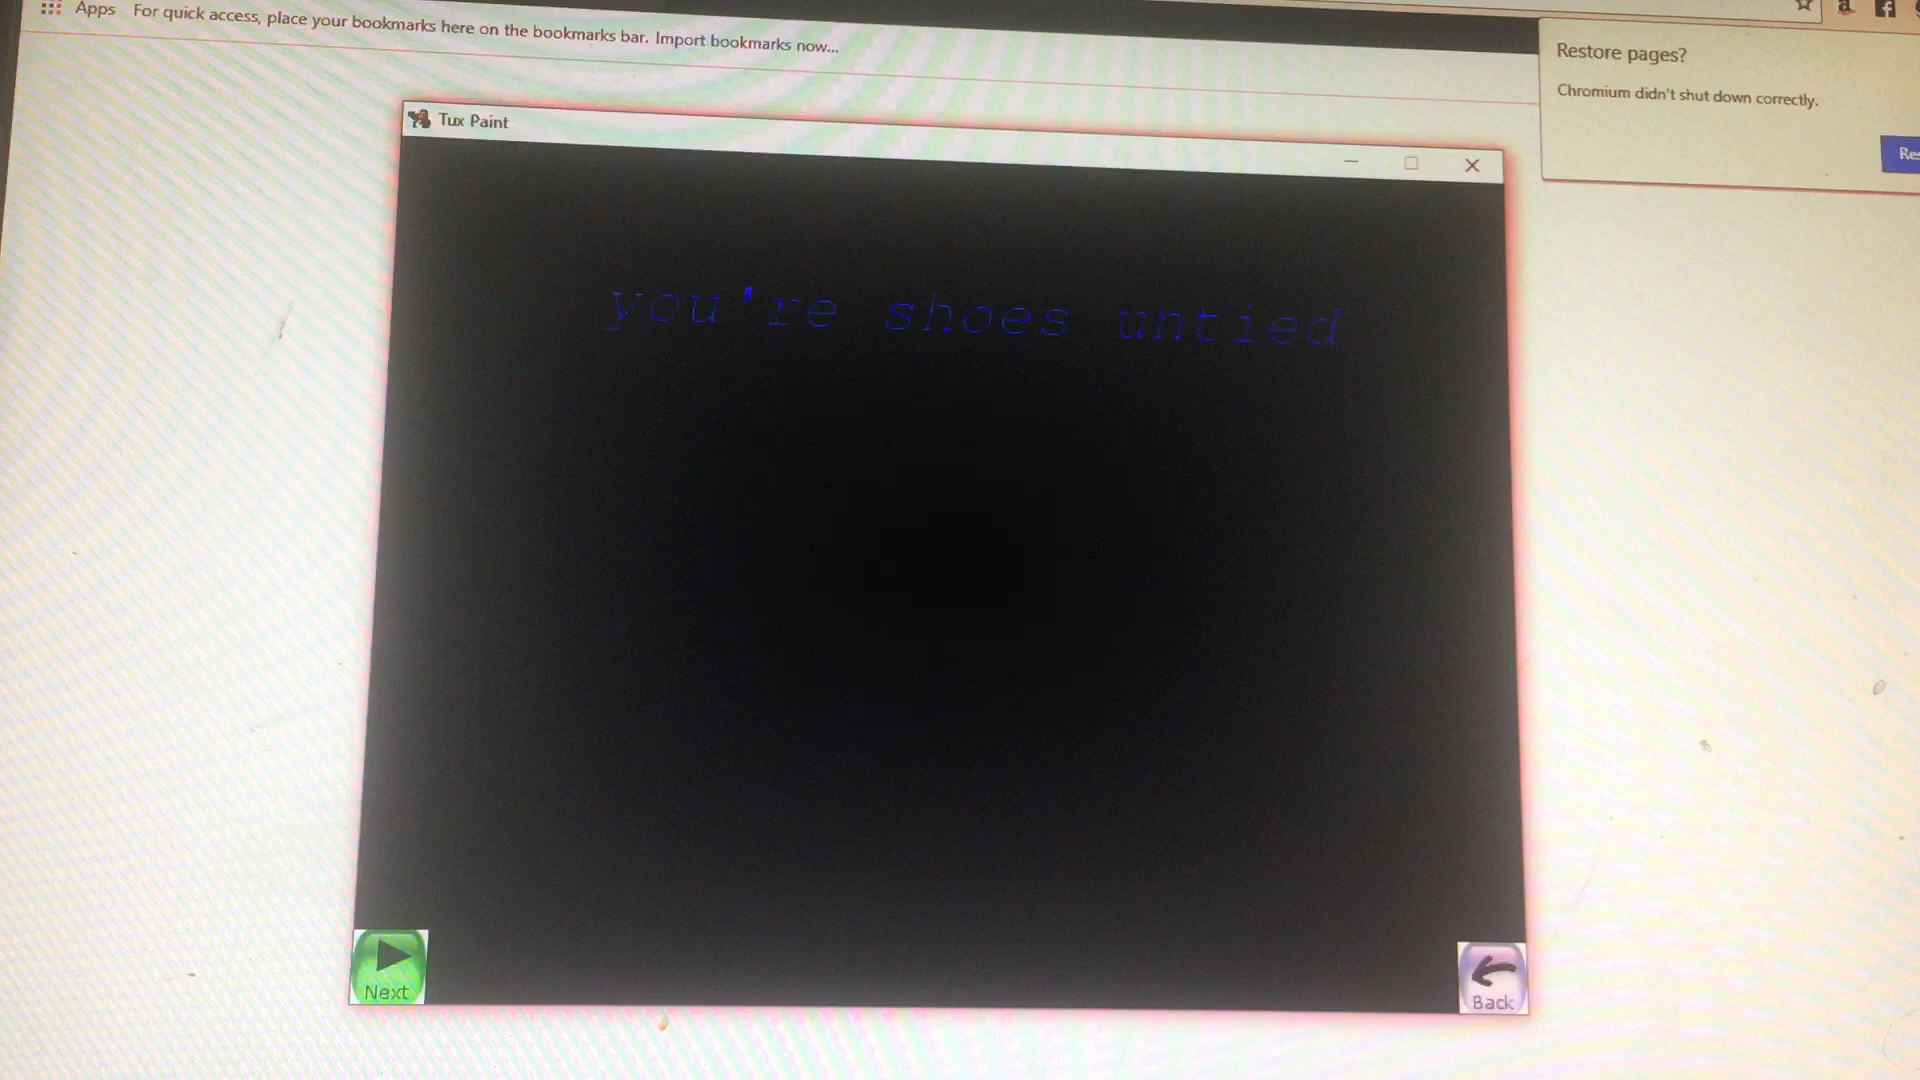 Apps For quick access, place your bookmarks here on the bookmarks bar. Import bookmarks now...
Restore pages?
Chromium didn't shut down correctly.
Tux Paint
you're shoes untied
Next
Back